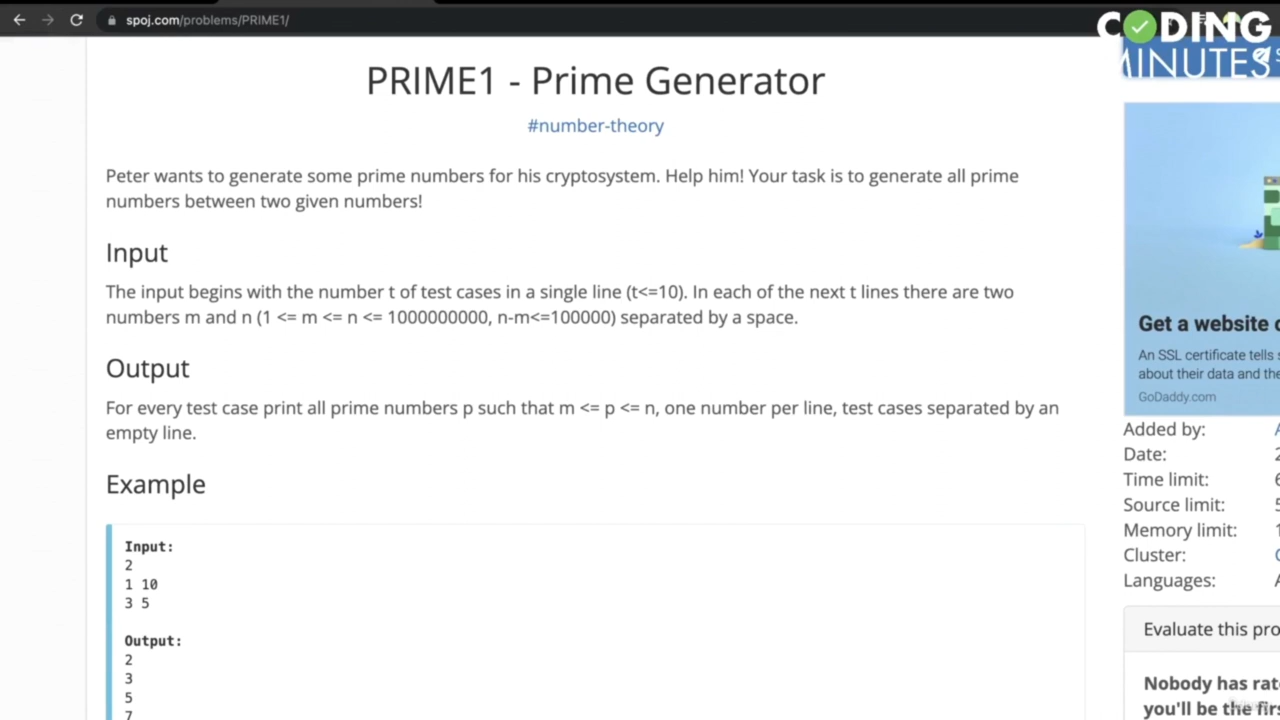 spoj.com/problems/PRIME1/
CODING
MINUTES
PRIME1 - Prime Generator
#number-theory
Peter wants to generate some prime numbers for his cryptosystem. Help him! Your task is to generate all prime
numbers between two given numbers!
Input
The input begins with the number t of test cases in a single line (t<=10). In each of the next t lines there are two
numbers m and n (1 <= m <= n <= 1000000000, n-m<=100000) separated by a space.
Output
For every test case print all prime numbers p such that m <= p <= n, one number per line, test cases separated by an
empty line.
Example
Input:
2
1 10
3 5
Output:
2
3
5
7
Get a website
An SSL certificate tells
about their data and the
GoDaddy.com
Added by:
Date:
Time limit:
Source limit:
Memory limit:
Cluster:
Languages:
Evaluate this pro
Nobody has rat
you'll be the fir